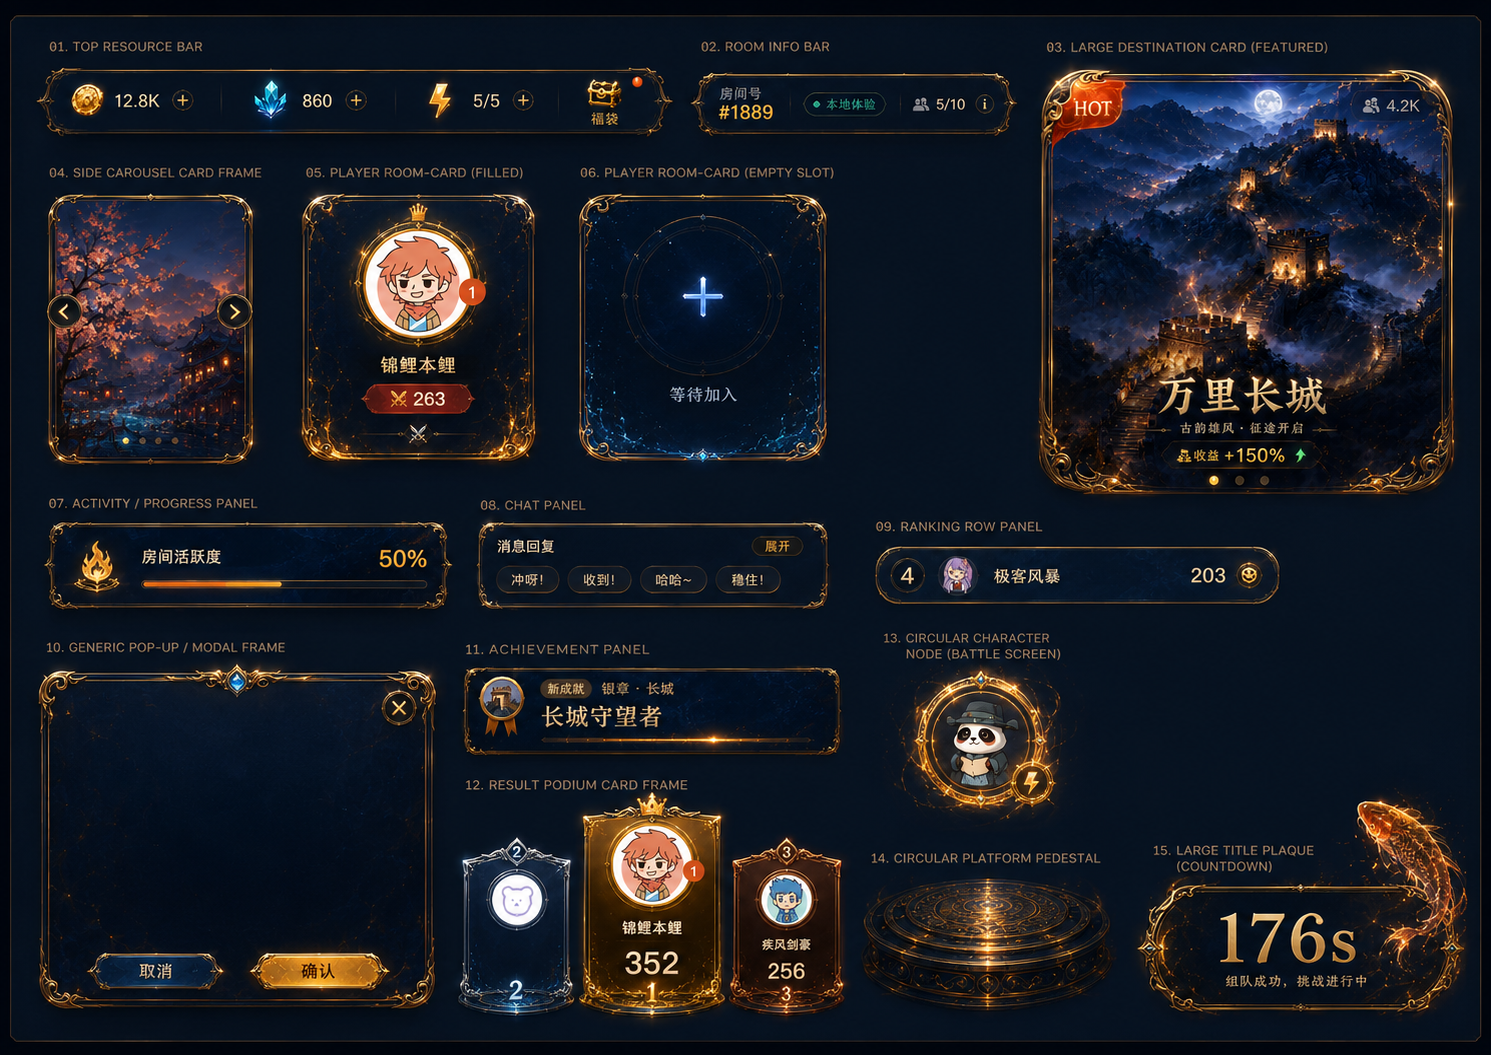 01. TOP RESOURCE BAR
12.8K
860
5/5
福袋
02. ROOM INFO BAR
房间号
#1889
本地体验
5/10
i
03. LARGE DESTINATION CARD (FEATURED)
HOT
4.2K
万里长城
古韵雄风 · 征途开启
收益 +150%
04. SIDE CAROUSEL CARD FRAME
05. PLAYER ROOM-CARD (FILLED)
1
锦鲤本鲤
263
06. PLAYER ROOM-CARD (EMPTY SLOT)
等待加入
07. ACTIVITY / PROGRESS PANEL
房间活跃度
50%
08. CHAT PANEL
消息回复
展开
冲呀!
收到!
哈哈~
稳住!
09. RANKING ROW PANEL
4
极客风暴
203
10. GENERIC POP-UP / MODAL FRAME
取消
确认
11. ACHIEVEMENT PANEL
新成就
银章 · 长城
长城守望者
12. RESULT PODIUM CARD FRAME
2
2
1
锦鲤本鲤
352
1
3
疾风剑豪
256
3
13. CIRCULAR CHARACTER
NODE (BATTLE SCREEN)
14. CIRCULAR PLATFORM PEDESTAL
15. LARGE TITLE PLAQUE
(COUNTDOWN)
176s
组队成功，挑战进行中